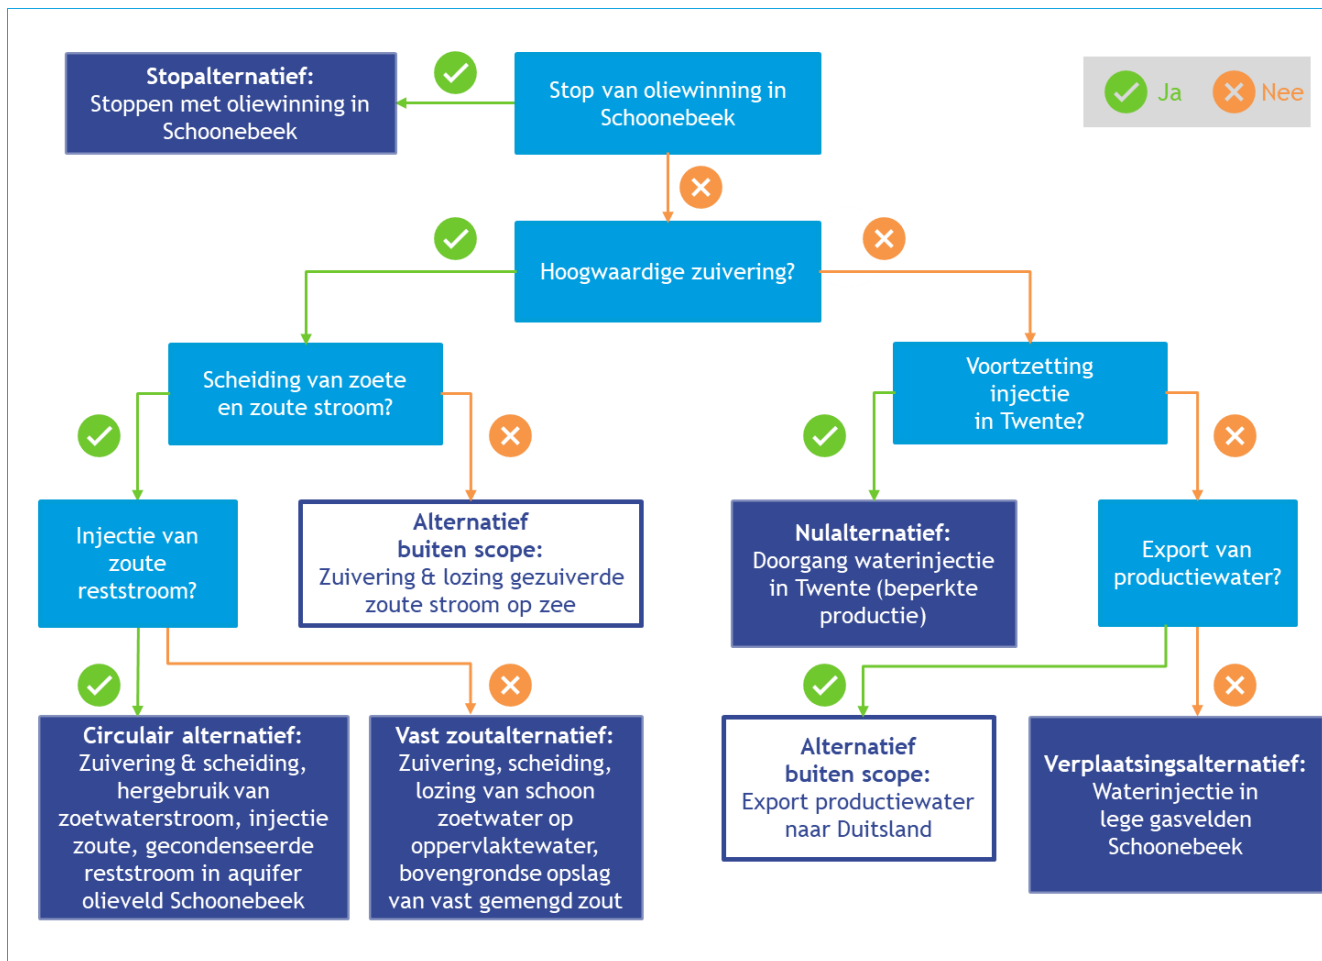 Stopalternatief:
Stoppen met oliewinning in
Schoonebeek
Stop van oliewinning in
Schoonebeek
Ja
Nee
Hoogwaardige zuivering?
Scheiding van zoete
en zoute stroom?
Voortzetting
injectie
in Twente?
Injectie van
zoute
reststroom?
Alternatief
buiten scope:
Zuivering & lozing gezuiverde
zoute stroom op zee
Nulalternatief:
Doorgang waterinjectie
in Twente (beperkte
productie)
Export van
productiewater?
Circulair alternatief:
Zuivering & scheiding,
hergebruik van
zoetwaterstroom, injectie
zoute, gecondenseerde
reststroom in aquifer
olieveld Schoonebeek
Vast zoutalternatief:
Zuivering, scheiding,
lozing van schoon
zoetwater op
oppervlaktewater,
bovengrondse opslag
van vast gemengd zout
Alternatief
buiten scope:
Export productiewater
naar Duitsland
Verplaatsingsalternatief:
Waterinjectie in
lege gasvelden
Schoonebeek